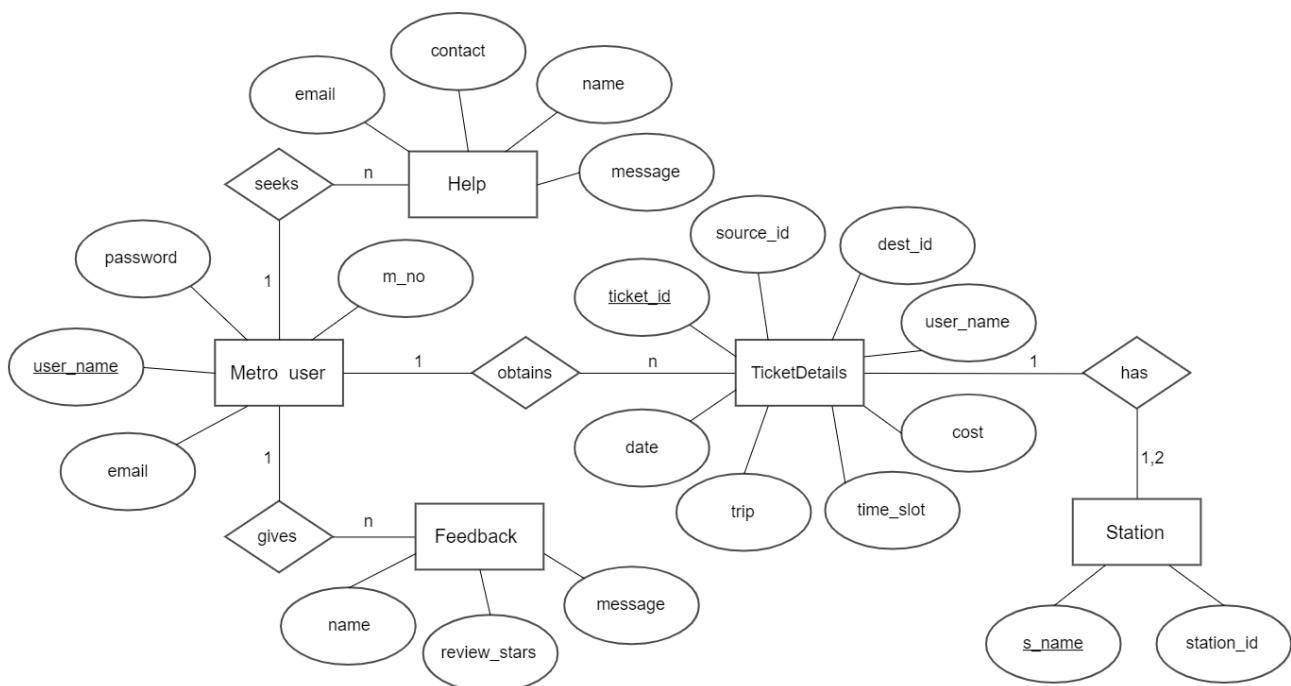 contact
email
name
message
seeks
n
Help
source_id
dest_id
password
1
m_no
ticket_id
user_name
user_name
Metro user
1
obtains
n
TicketDetails
1
has
email
1
date
cost
1,2
trip
time_slot
gives
n
Feedback
Station
name
review_stars
message
s_name
station_id